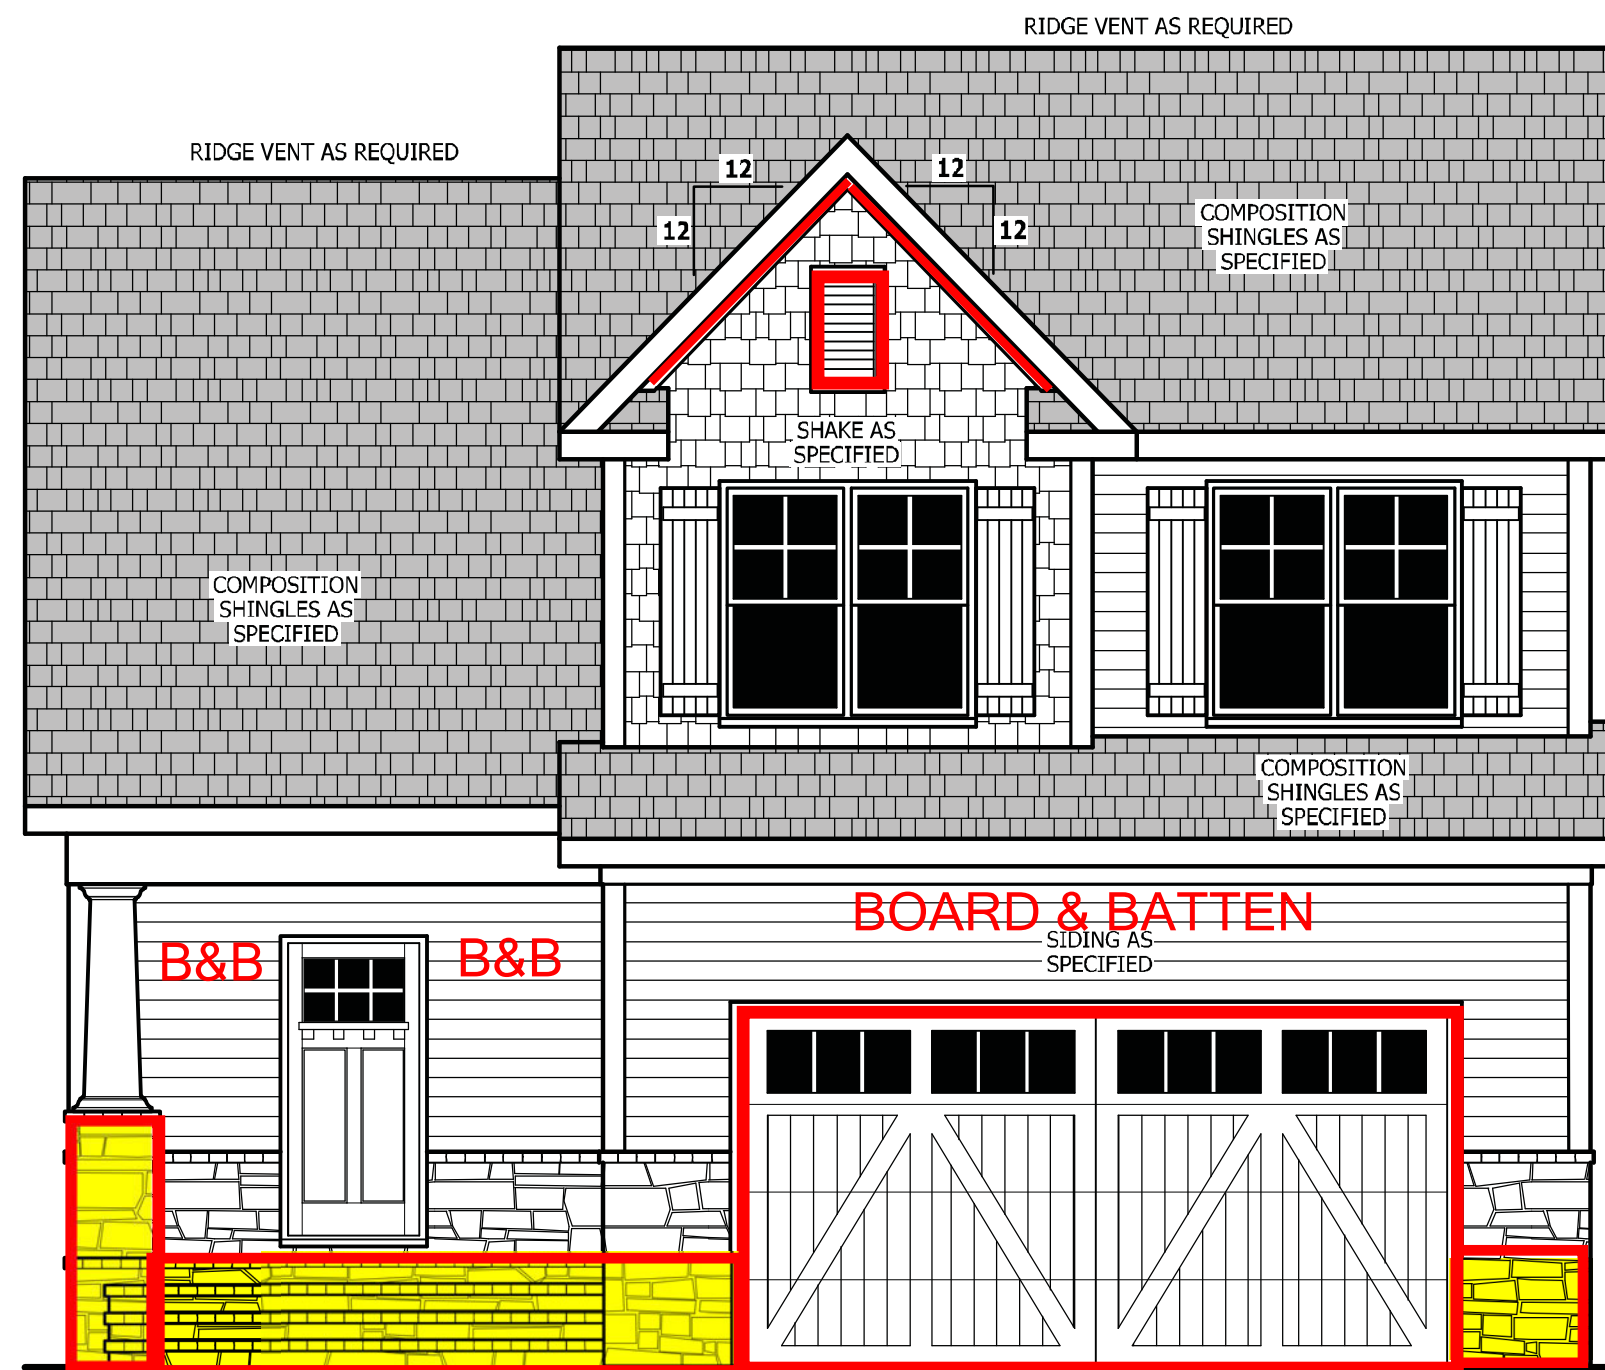 RIDGE VENT AS REQUIRED
RIDGE VENT AS REQUIRED
12
12
12
12
COMPOSITION
SHINGLES AS
SPECIFIED
SHAKE AS
SPECIFIED
COMPOSITION
SHINGLES AS
SPECIFIED
COMPOSITION
SHINGLES AS
SPECIFIED
BOARD & BATTEN
SIDING AS
SPECIFIED
B&B
B&B